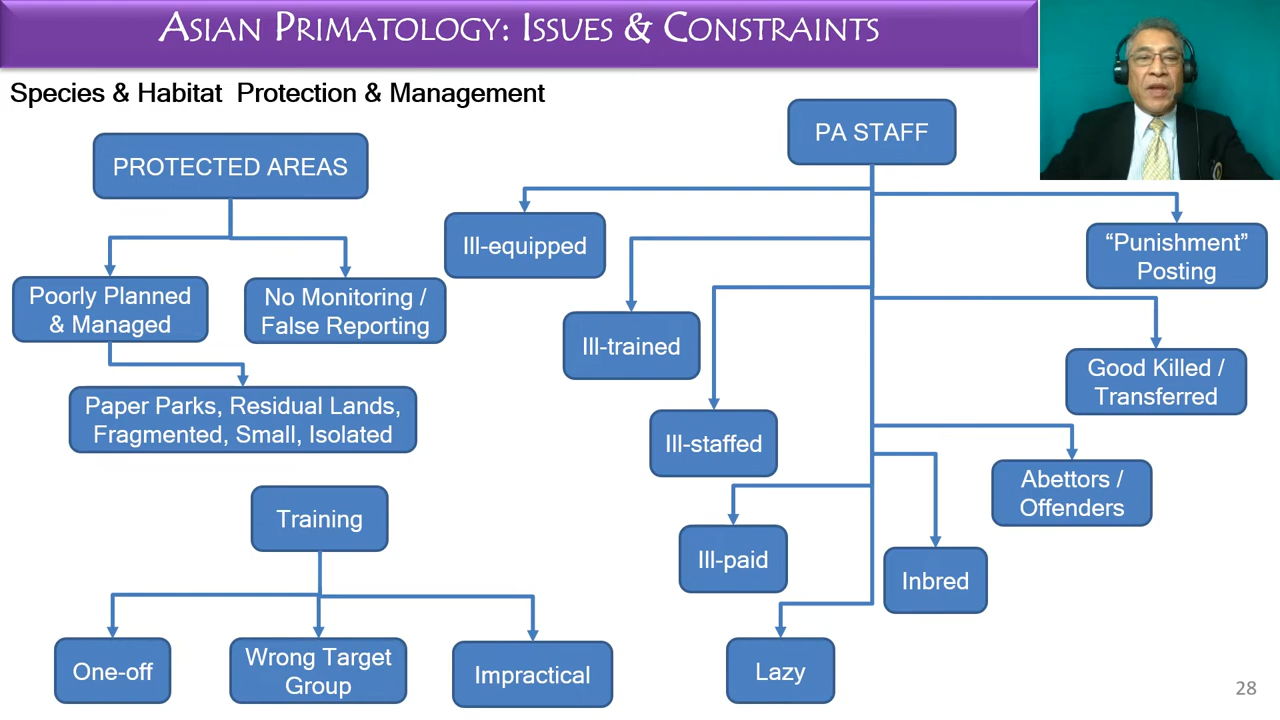 ASIAN PRIMATOLOGY: ISSUES & CONSTRAINTS
Species & Habitat Protection & Management
PROTECTED AREAS
Poorly Planned
& Managed
No Monitoring /
False Reporting
Paper Parks, Residual Lands,
Fragmented, Small, Isolated
Training
One-off
Wrong Target
Group
Impractical
PA STAFF
Ill-equipped
Ill-trained
Ill-staffed
Ill-paid
Lazy
“Punishment”
Posting
Good Killed /
Transferred
Abettors /
Offenders
Inbred
28